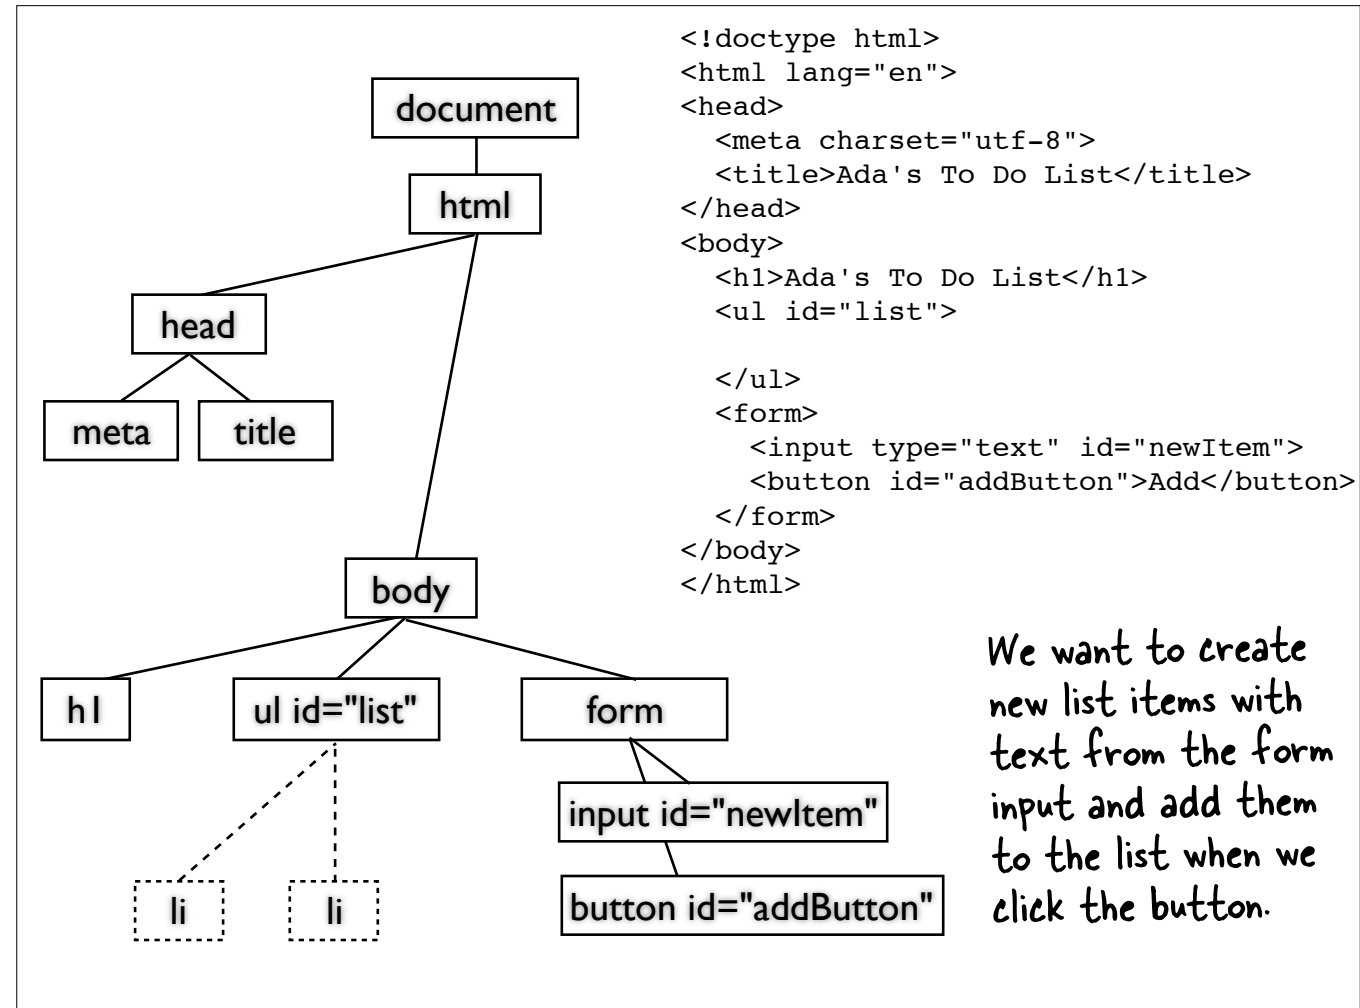 document
html
head
meta title
body
h1 ul id="list" form
input id="newItem"
li li button id="addButton"
<!doctype html>
<html lang="en">
<head>
  <meta charset="utf-8">
  <title>Ada's To Do List</title>
</head>
<body>
  <h1>Ada's To Do List</h1>
  <ul id="list">

  </ul>
  <form>
    <input type="text" id="newItem">
    <button id="addButton">Add</button>
  </form>
</body>
</html>
We want to create
new list items with
text from the form
input and add them
to the list when we
click the button.